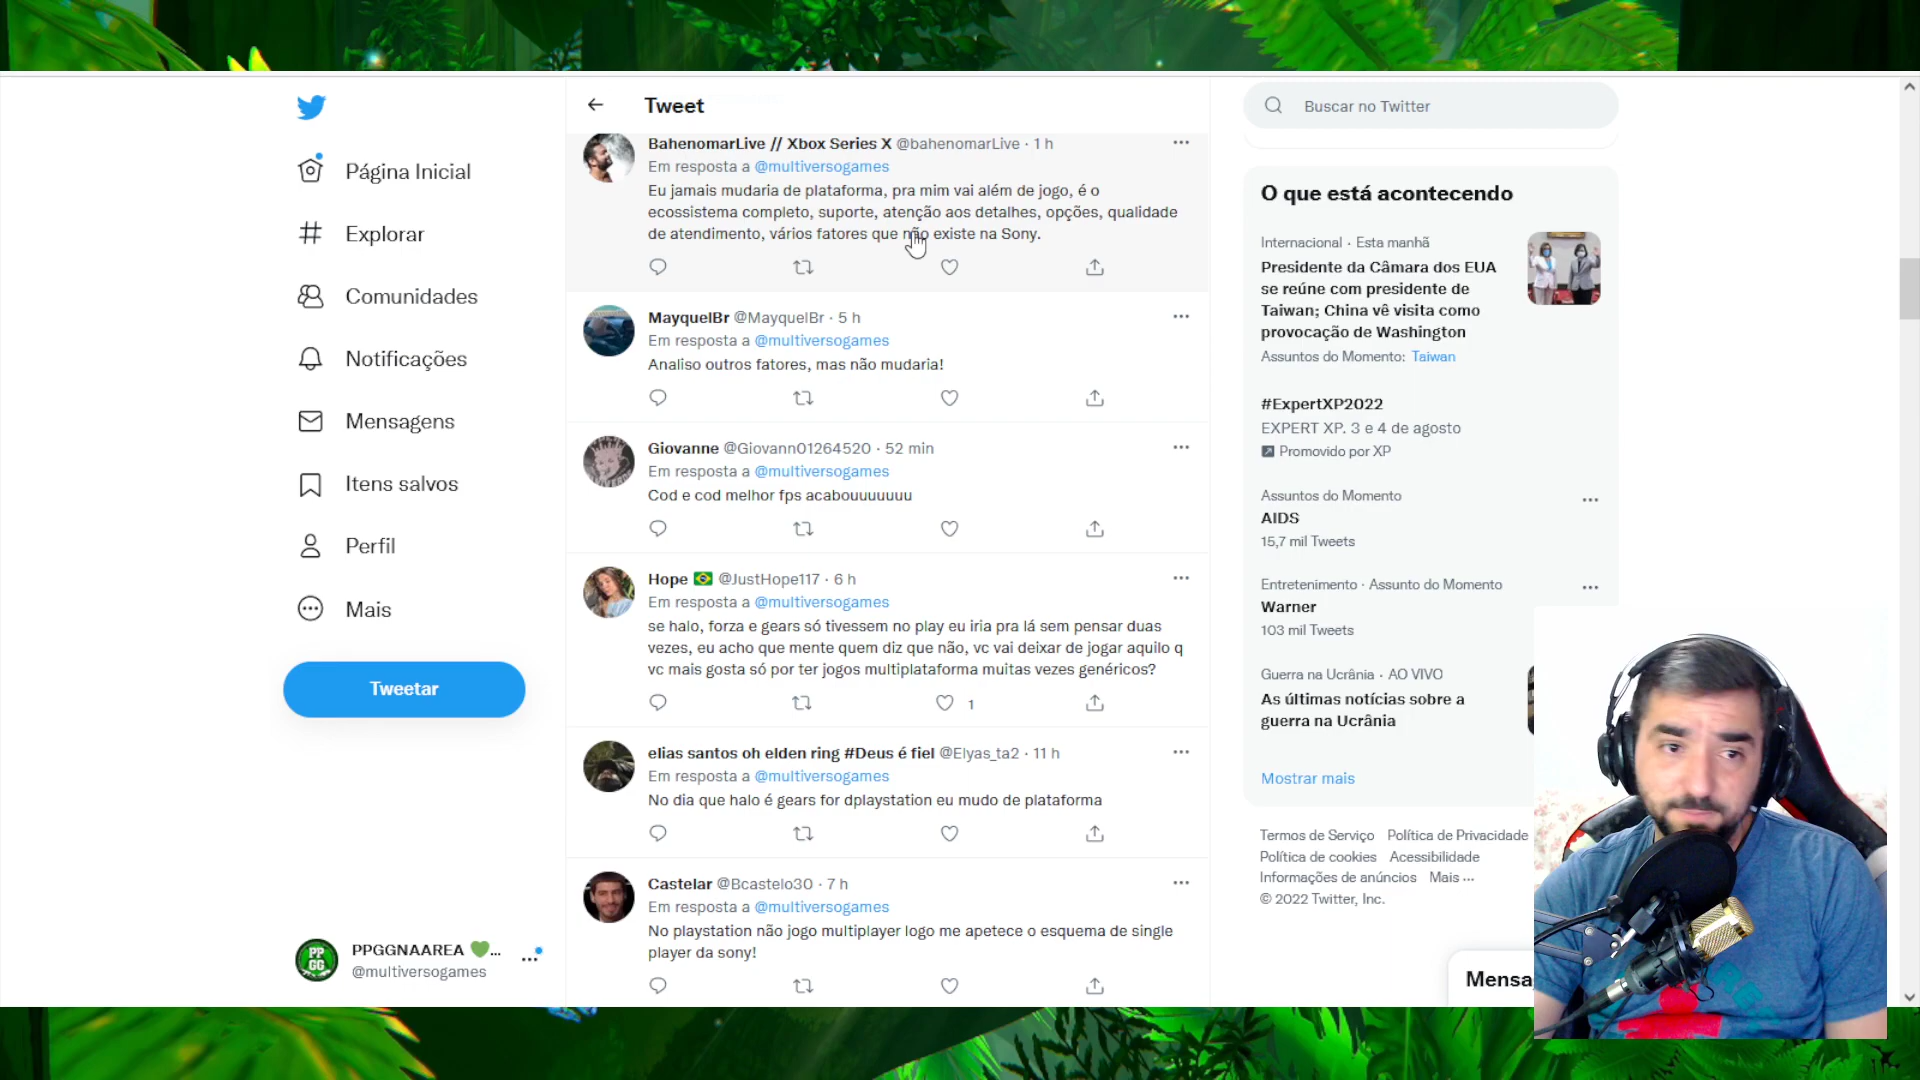 Tweet
Buscar no Twitter
Página Inicial
Explorar
Comunidades
Notificações
Mensagens
Itens salvos
Perfil
Mais
Tweetar
PPGGNAAREA 💚...
@multiversogames
PP
GG
BahenomarLive // Xbox Series X @bahenomarLive · 1 h
Em resposta a @multiversogames
Eu jamais mudaria de plataforma, pra mim vai além de jogo, é o
ecossistema completo, suporte, atenção aos detalhes, opções, qualidade
de atendimento, vários fatores que não existe na Sony.
MayquelBr @MayquelBr · 5 h
Em resposta a @multiversogames
Analiso outros fatores, mas não mudaria!
Giovanne @Giovann01264520 · 52 min
Em resposta a @multiversogames
Cod e cod melhor fps acabouuuuuuu
Hope 🇧🇷 @JustHope117 · 6 h
Em resposta a @multiversogames
se halo, forza e gears só tivessem no play eu iria pra lá sem pensar duas
vezes, eu acho que mente quem diz que não, vc vai deixar de jogar aquilo q
vc mais gosta só por ter jogos multiplataforma muitas vezes genéricos?
1
elias santos oh elden ring #Deus é fiel @Elyas_ta2 · 11 h
Em resposta a @multiversogames
No dia que halo é gears for dplaystation eu mudo de plataforma
Castelar @Bcastelo30 · 7 h
Em resposta a @multiversogames
No playstation não jogo multiplayer logo me apetece o esquema de single
player da sony!
O que está acontecendo
Internacional · Esta manhã
Presidente da Câmara dos EUA
se reúne com presidente de
Taiwan; China vê visita como
provocação de Washington
Assuntos do Momento: Taiwan
#ExpertXP2022
EXPERT XP. 3 e 4 de agosto
Promovido por XP
Assuntos do Momento
AIDS
15,7 mil Tweets
Entretenimento · Assunto do Momento
Warner
103 mil Tweets
Guerra na Ucrânia · AO VIVO
As últimas notícias sobre a
guerra na Ucrânia
Mostrar mais
Termos de Serviço Política de Privacidade
Política de cookies Acessibilidade
Informações de anúncios Mais ...
© 2022 Twitter, Inc.
Mensa